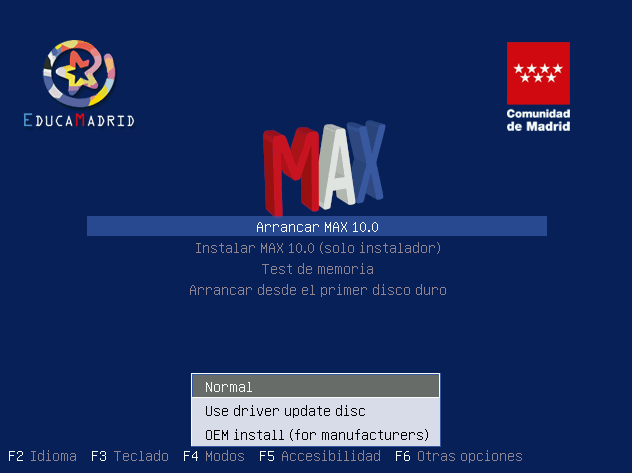 EDUCAMADRID
Comunidad
de Madrid
MAX
Arrancar MAX 10.0
Instalar MAX 10.0 (solo instalador)
Test de memoria
Arrancar desde el primer disco duro
Normal
Use driver update disc
OEM install (for manufacturers)
F2 Idioma F3 Teclado F4 Modos F5 Accesibilidad F6 Otras opciones